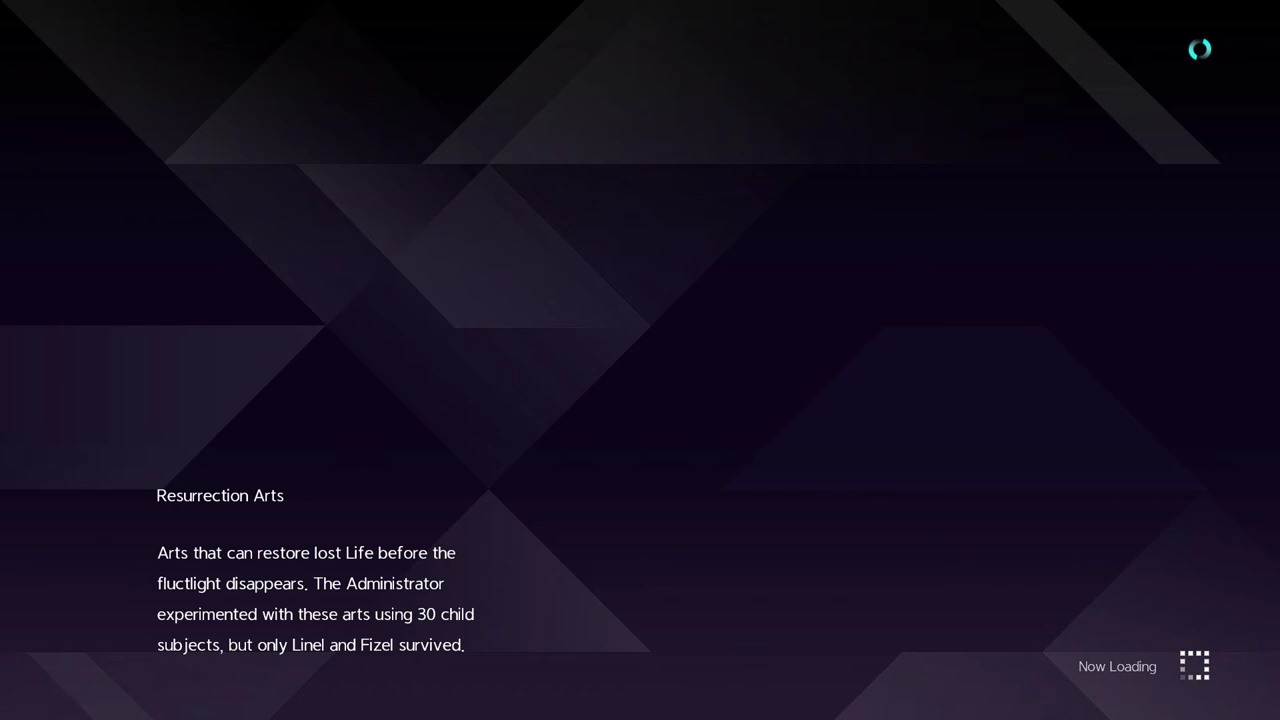 Resurrection Arts
Arts that can restore lost Life before the
fluctlight disappears. The Administrator
experimented with these arts using 30 child
subjects, but only Linel and Fizel survived.
Now Loading